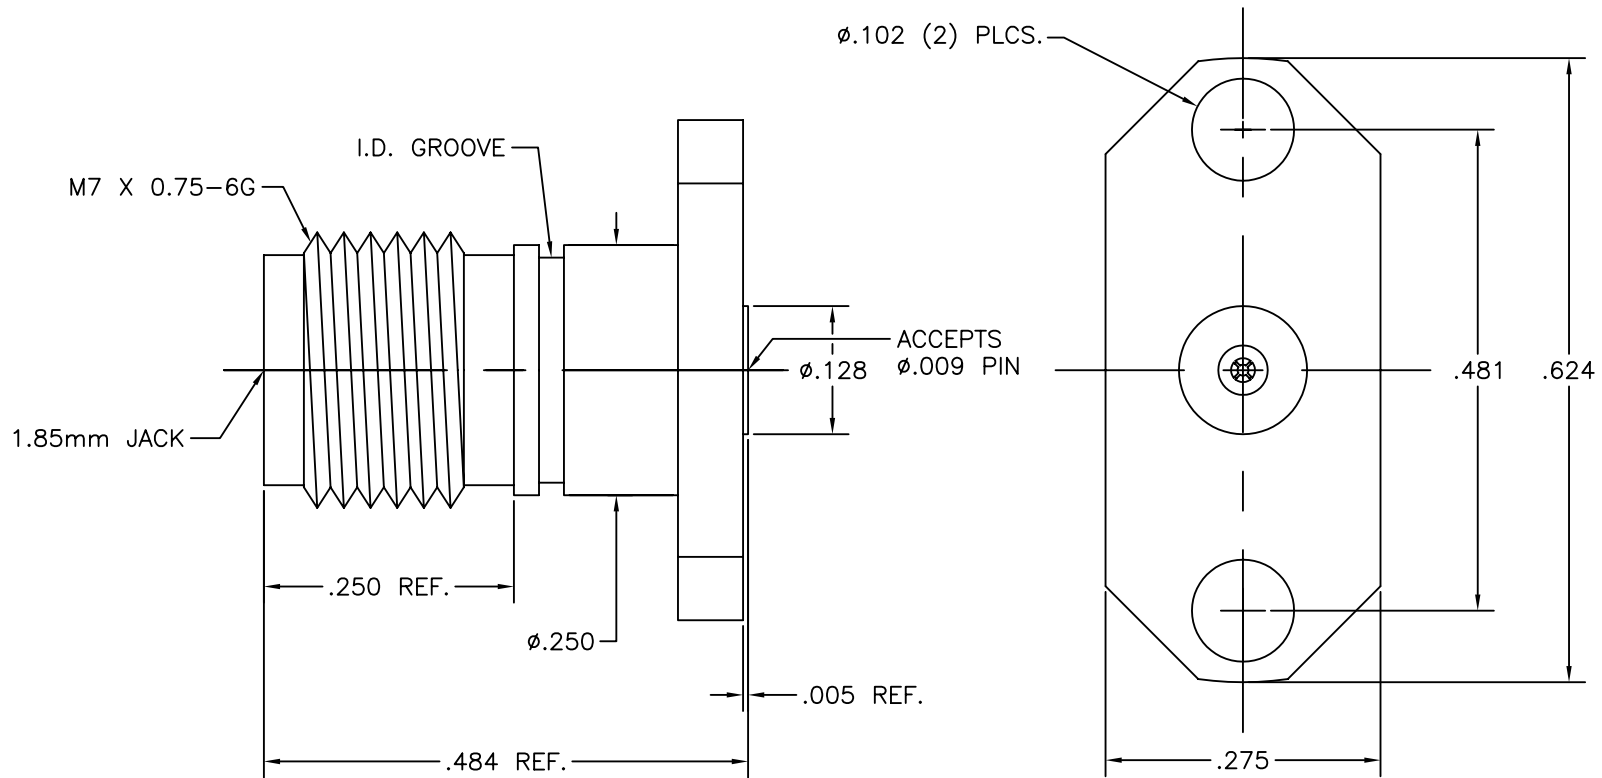 ø.102 (2) PLCS.
I.D. GROOVE
M7 X 0.75-6G
ACCEPTS
ø.009 PIN
ø.128
.481
.624
1.85mm JACK
.250 REF.
ø.250
.005 REF.
.484 REF.
.275